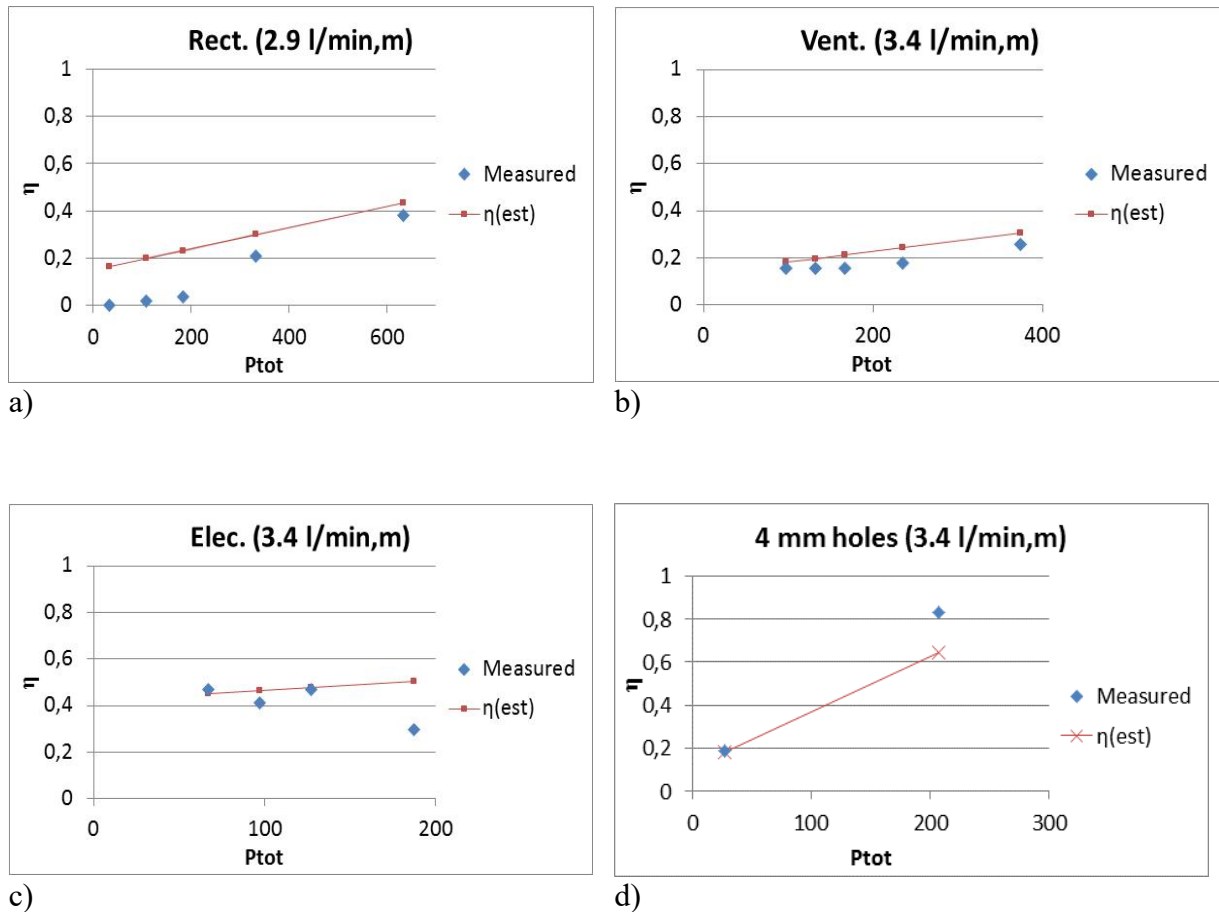 Rect. (2.9 l/min,m)
1
0,8
0,6
0,4
0,2
0
η
0 200 400 600
Ptot
Measured
η(est)
a)
Vent. (3.4 l/min,m)
1
0,8
0,6
0,4
0,2
0
η
0 200 400
Ptot
Measured
η(est)
b)
Elec. (3.4 l/min,m)
1
0,8
0,6
0,4
0,2
0
η
0 100 200
Ptot
Measured
η(est)
c)
4 mm holes (3.4 l/min,m)
1
0,8
0,6
0,4
0,2
0
η
0 100 200 300
Ptot
Measured
η(est)
d)